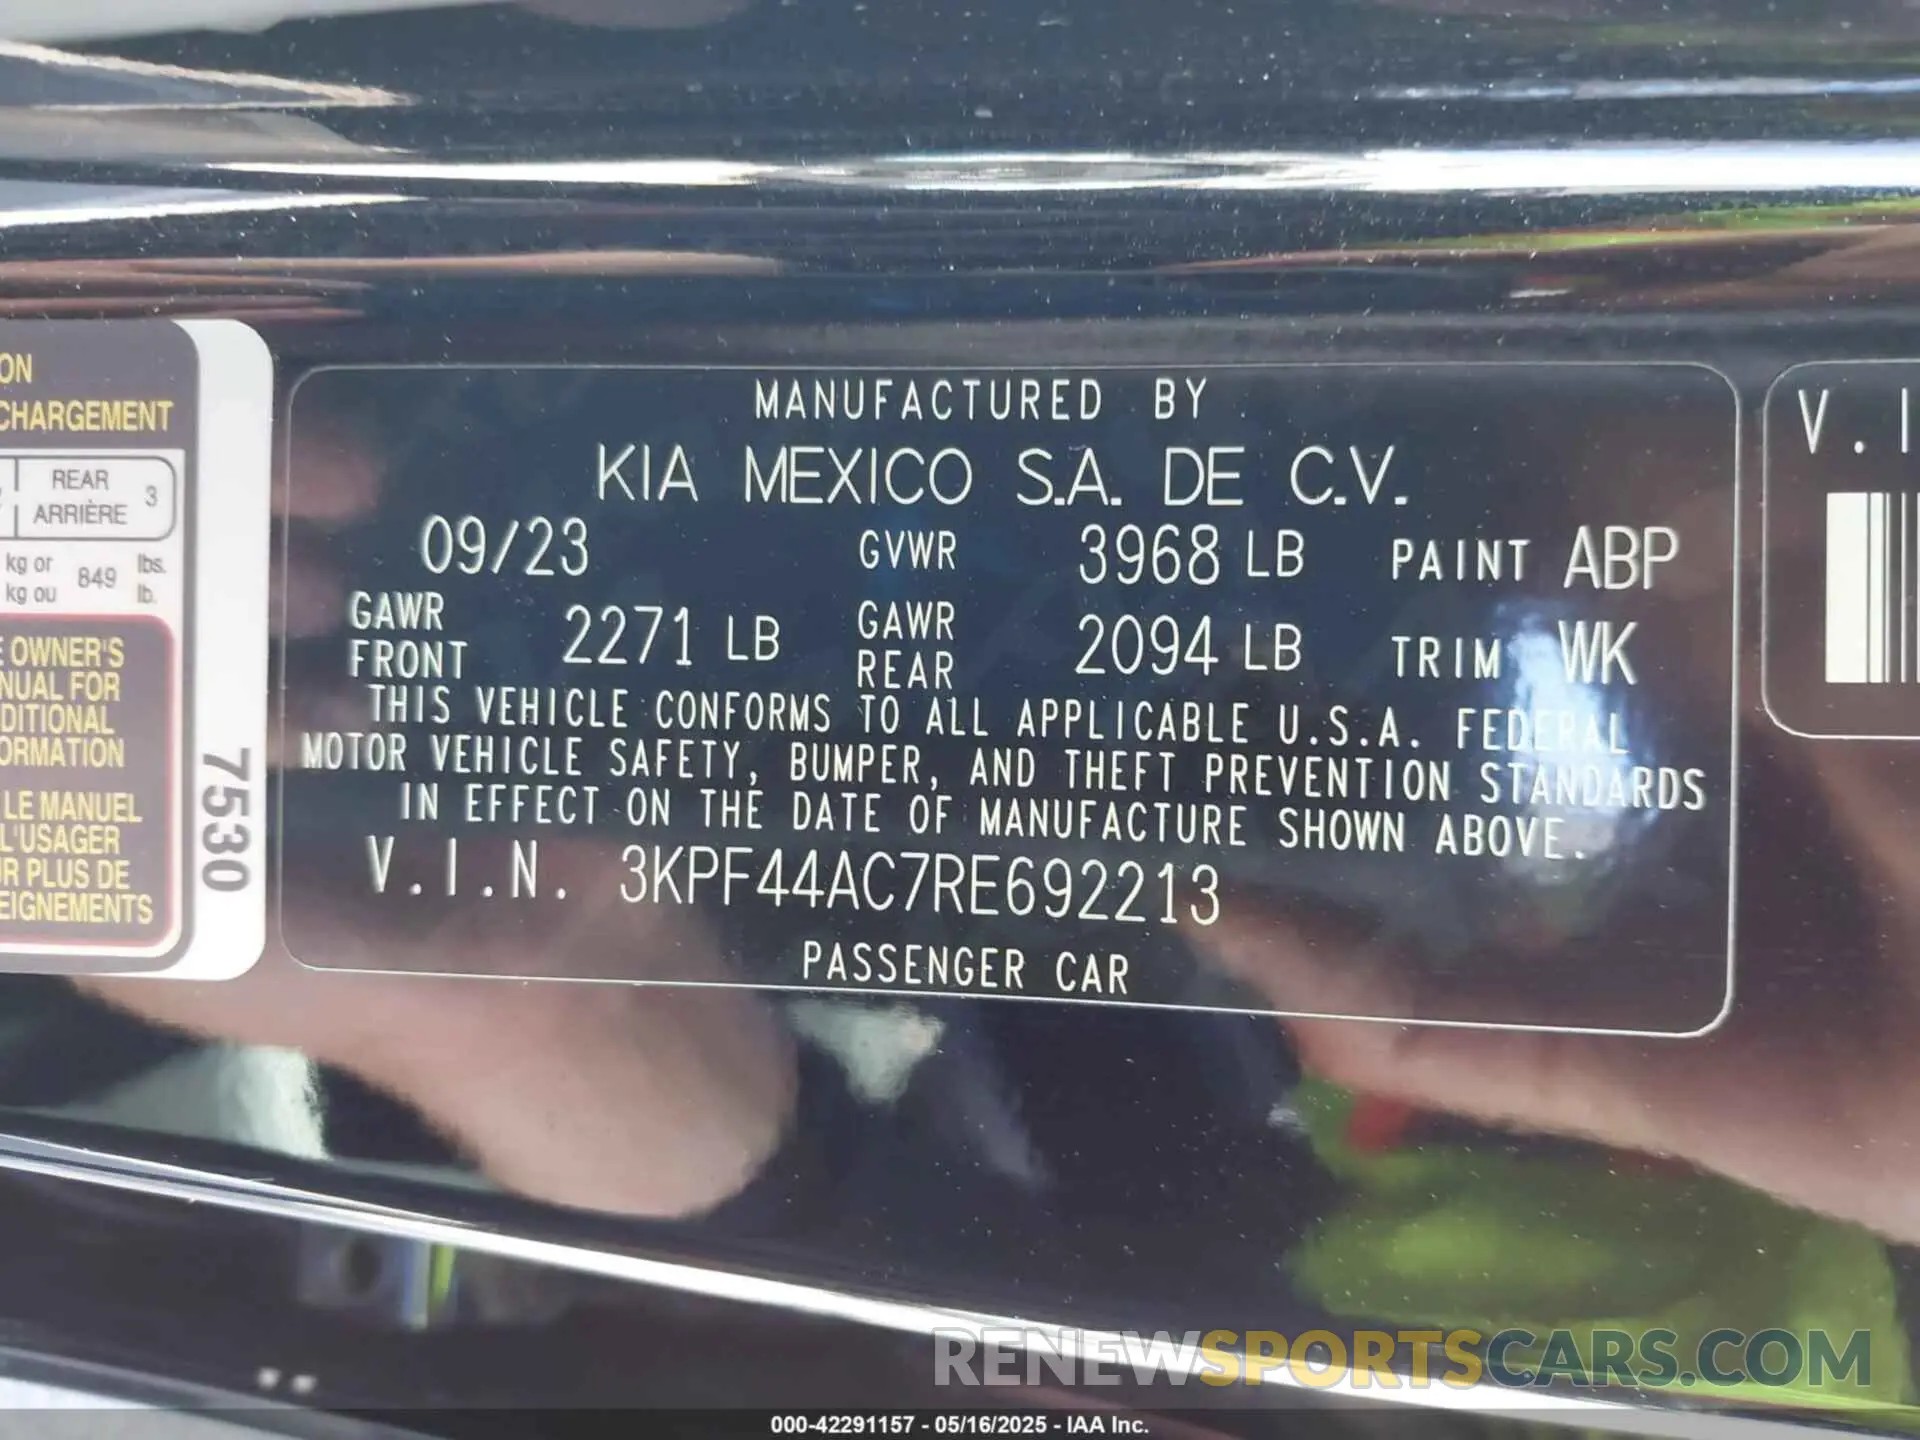 ON
CHARGEMENT
REAR
ARRIÈRE 3
kg or 849 lbs.
kg ou lb.
OWNER'S
NUAL FOR
DITIONAL
ORMATION
LE MANUEL
L'USAGER
R PLUS DE
EIGNEMENTS
7530
MANUFACTURED BY
KIA MEXICO S.A. DE C.V.
09/23 GVWR 3968 LB PAINT ABP
GAWR FRONT 2271 LB GAWR REAR 2094 LB TRIM WK
THIS VEHICLE CONFORMS TO ALL APPLICABLE U.S.A. FEDERAL
MOTOR VEHICLE SAFETY, BUMPER, AND THEFT PREVENTION STANDARDS
IN EFFECT ON THE DATE OF MANUFACTURE SHOWN ABOVE.
V.I.N. 3KPF44AC7RE692213
PASSENGER CAR
V.I
RENEWSPORTSCARS.COM
000-42291157 - 05/16/2025 - IAA Inc.